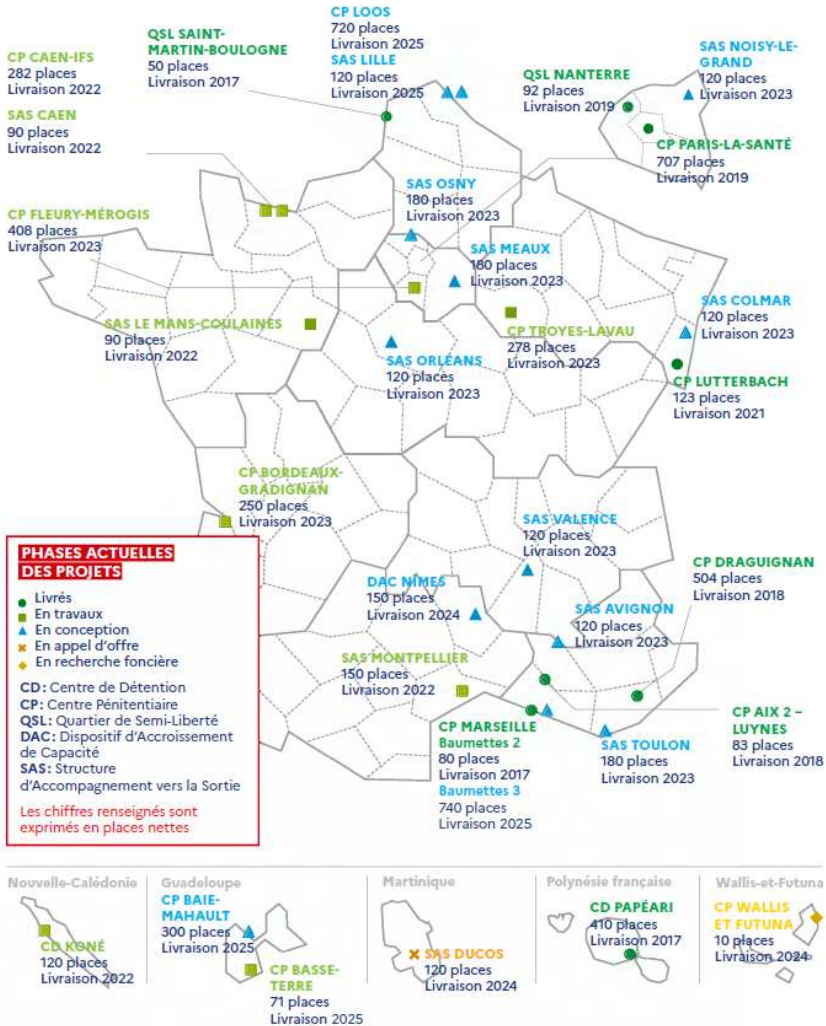 CP LOOS
720 places
Livraison 2025
SAS LILLE
120 places
Livraison 2025
QSL SAINT-
MARTIN-BOULOGNE
50 places
Livraison 2017
CP CAEN-IFS
282 places
Livraison 2022
SAS CAEN
90 places
Livraison 2022
QSL NANTERRE
92 places
Livraison 2019
SAS NOISY-LE-
GRAND
120 places
Livraison 2023
CP PARIS-LA-SANTÉ
707 places
Livraison 2019
CP FLEURY-MÉROGIS
408 places
Livraison 2023
SAS OSNY
180 places
Livraison 2023
SAS MEAUX
180 places
Livraison 2023
SAS COLMAR
120 places
Livraison 2023
SAS LE MANS-COULAINES
90 places
Livraison 2022
SAS ORLÉANS
120 places
Livraison 2023
CP TROYES-LAVAU
278 places
Livraison 2023
CP LUTTERBACH
123 places
Livraison 2021
CP BORDEAUX-
GRADIGNAN
250 places
Livraison 2023
SAS VALENCE
120 places
Livraison 2023
CP DRAGUIGNAN
504 places
Livraison 2018
DAC NÎMES
150 places
Livraison 2024
SAS AVIGNON
120 places
Livraison 2023
SAS MONTPELLIER
150 places
Livraison 2022
CP MARSEILLE
Baumettes 2
80 places
Livraison 2017
Baumettes 3
740 places
Livraison 2025
SAS TOULON
180 places
Livraison 2023
CP AIX 2 –
LUYNES
83 places
Livraison 2018
PHASES ACTUELLES
DES PROJETS
Livrés
En travaux
En conception
En appel d'offre
En recherche foncière
CD : Centre de Détention
CP : Centre Pénitentiaire
QSL : Quartier de Semi-Liberté
DAC : Dispositif d'Accroissement
de Capacité
SAS : Structure
d'Accompagnement vers la Sortie
Les chiffres renseignés sont
exprimés en places nettes
Nouvelle-Calédonie
CD KONÉ
120 places
Livraison 2022
Guadeloupe
CP BAIE-
MAHAULT
300 places
Livraison 2025
CP BASSE-
TERRE
71 places
Livraison 2025
Martinique
SAS DUCOS
120 places
Livraison 2024
Polynésie française
CD PAPÉARI
410 places
Livraison 2017
Wallis-et-Futuna
CP WALLIS
ET FUTUNA
10 places
Livraison 2024